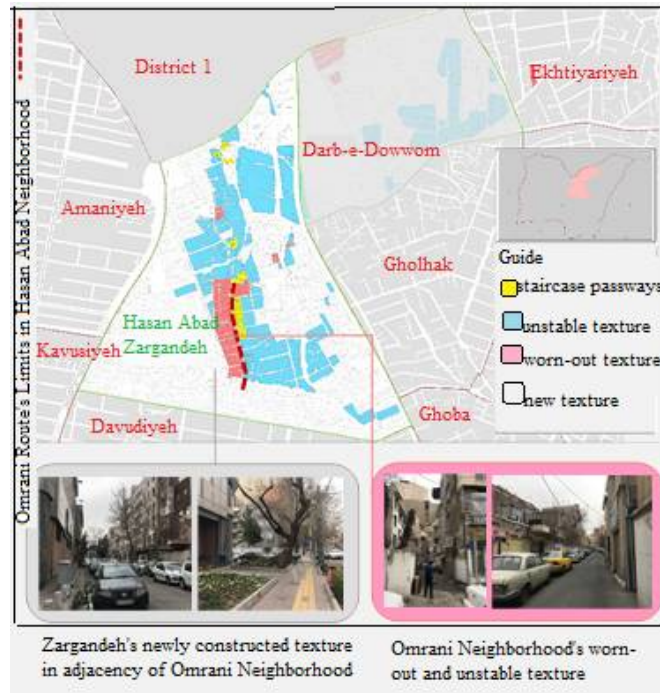 Omrani Route's Limits in Hasan Abad Neighborhood
District 1
Ekhtiyariyeh
Darb-e-Dowwom
Amaniyeh
Gholhak
Guide
staircase passways
unstable texture
worn-out texture
new texture
Hasan Abad
Zargandeh
Kavusiyeh
Ghoba
Davudiyeh
Zargandeh's newly constructed texture
in adjacency of Omrani Neighborhood
Omrani Neighborhood's worn-
out and unstable texture